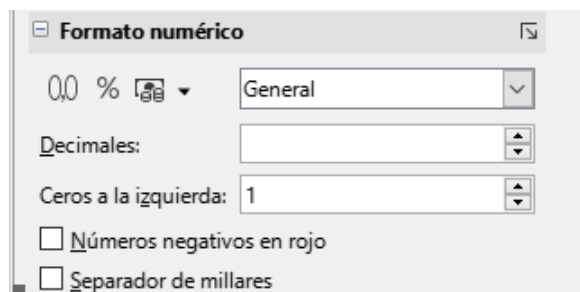 Formato numérico
0,0 % General
Decimales:
Ceros a la izquierda: 1
Números negativos en rojo
Separador de millares